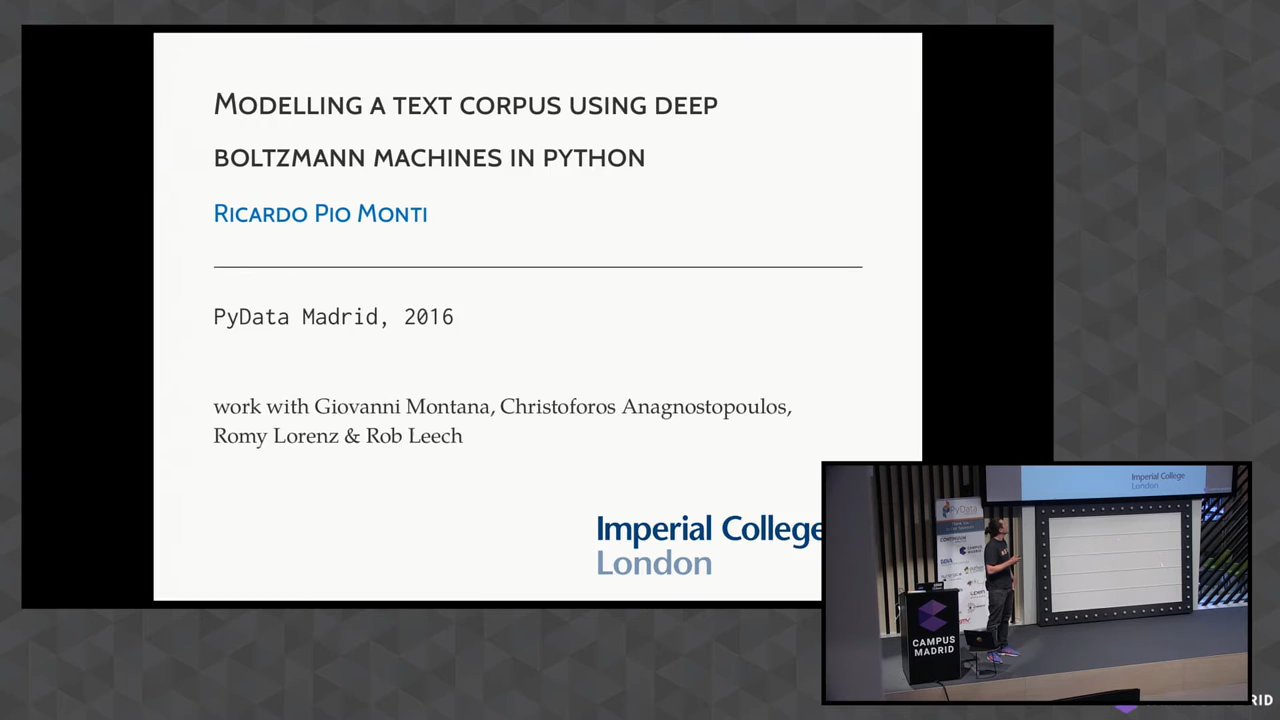 MODELLING A TEXT CORPUS USING DEEP
BOLTZMANN MACHINES IN PYTHON
RICARDO PIO MONTI
PyData Madrid, 2016
work with Giovanni Montana, Christoforos Anagnostopoulos,
Romy Lorenz & Rob Leech
Imperial College
London
Imperial College
London
PyData
CAMPUS
MADRID